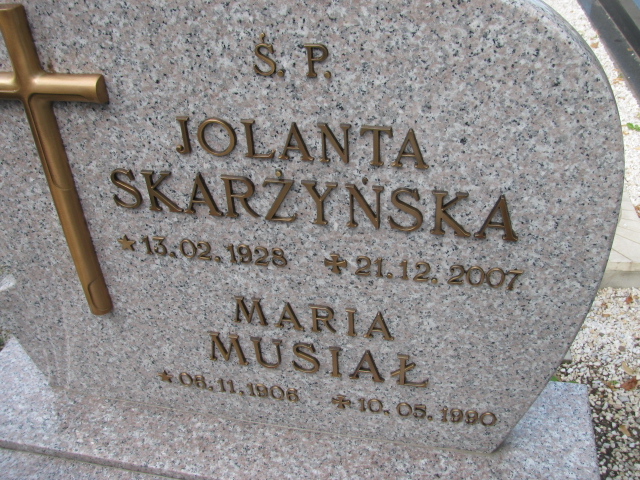 Ś. P.
JOLANTA
SKARŻYŃSKA
13.02.1928 21.12.2007
MARIA
MUSIAŁ
08.11.1906 10.05.1990